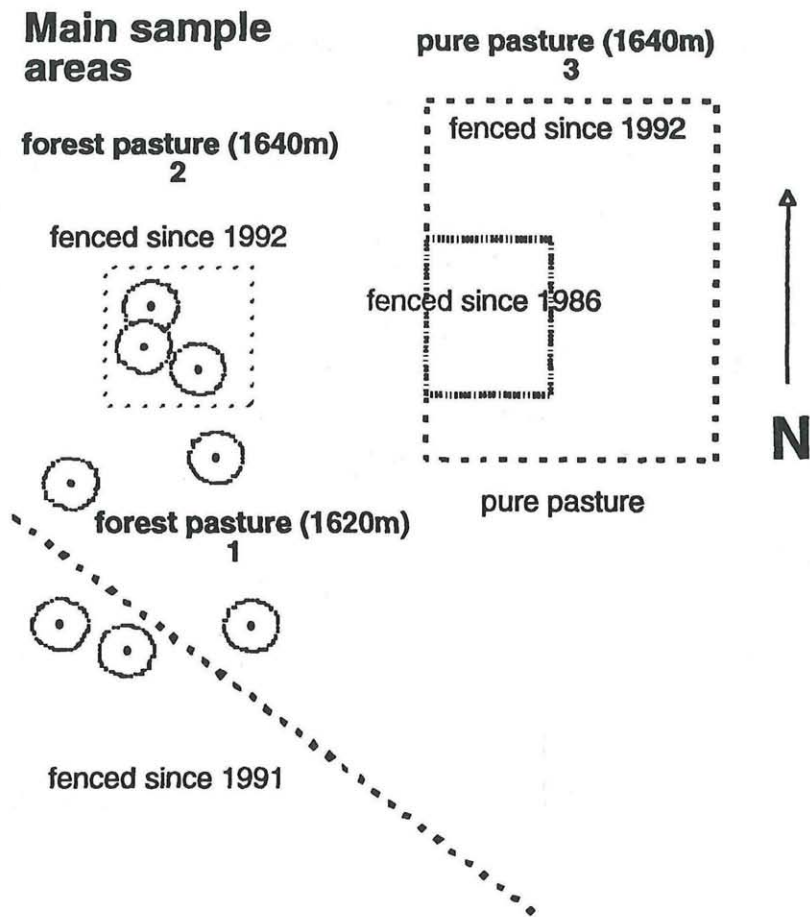 Main sample
areas
forest pasture (1640m)
2
fenced since 1992
pure pasture (1640m)
3
fenced since 1992
fenced since 1986
N
pure pasture
forest pasture (1620m)
1
fenced since 1991